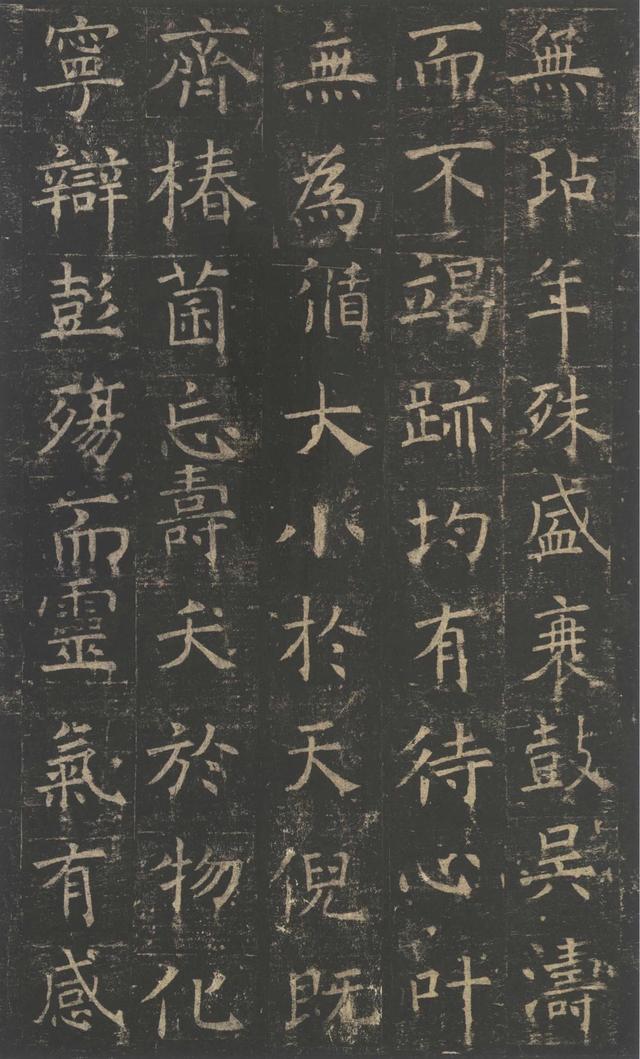 無玷年殊盛衰鼓吴濤
而不竭跡均有待心叶
無為循大小於天倪既
齊椿菌忘壽夭於物化
寧辯彭殤而靈氣有感